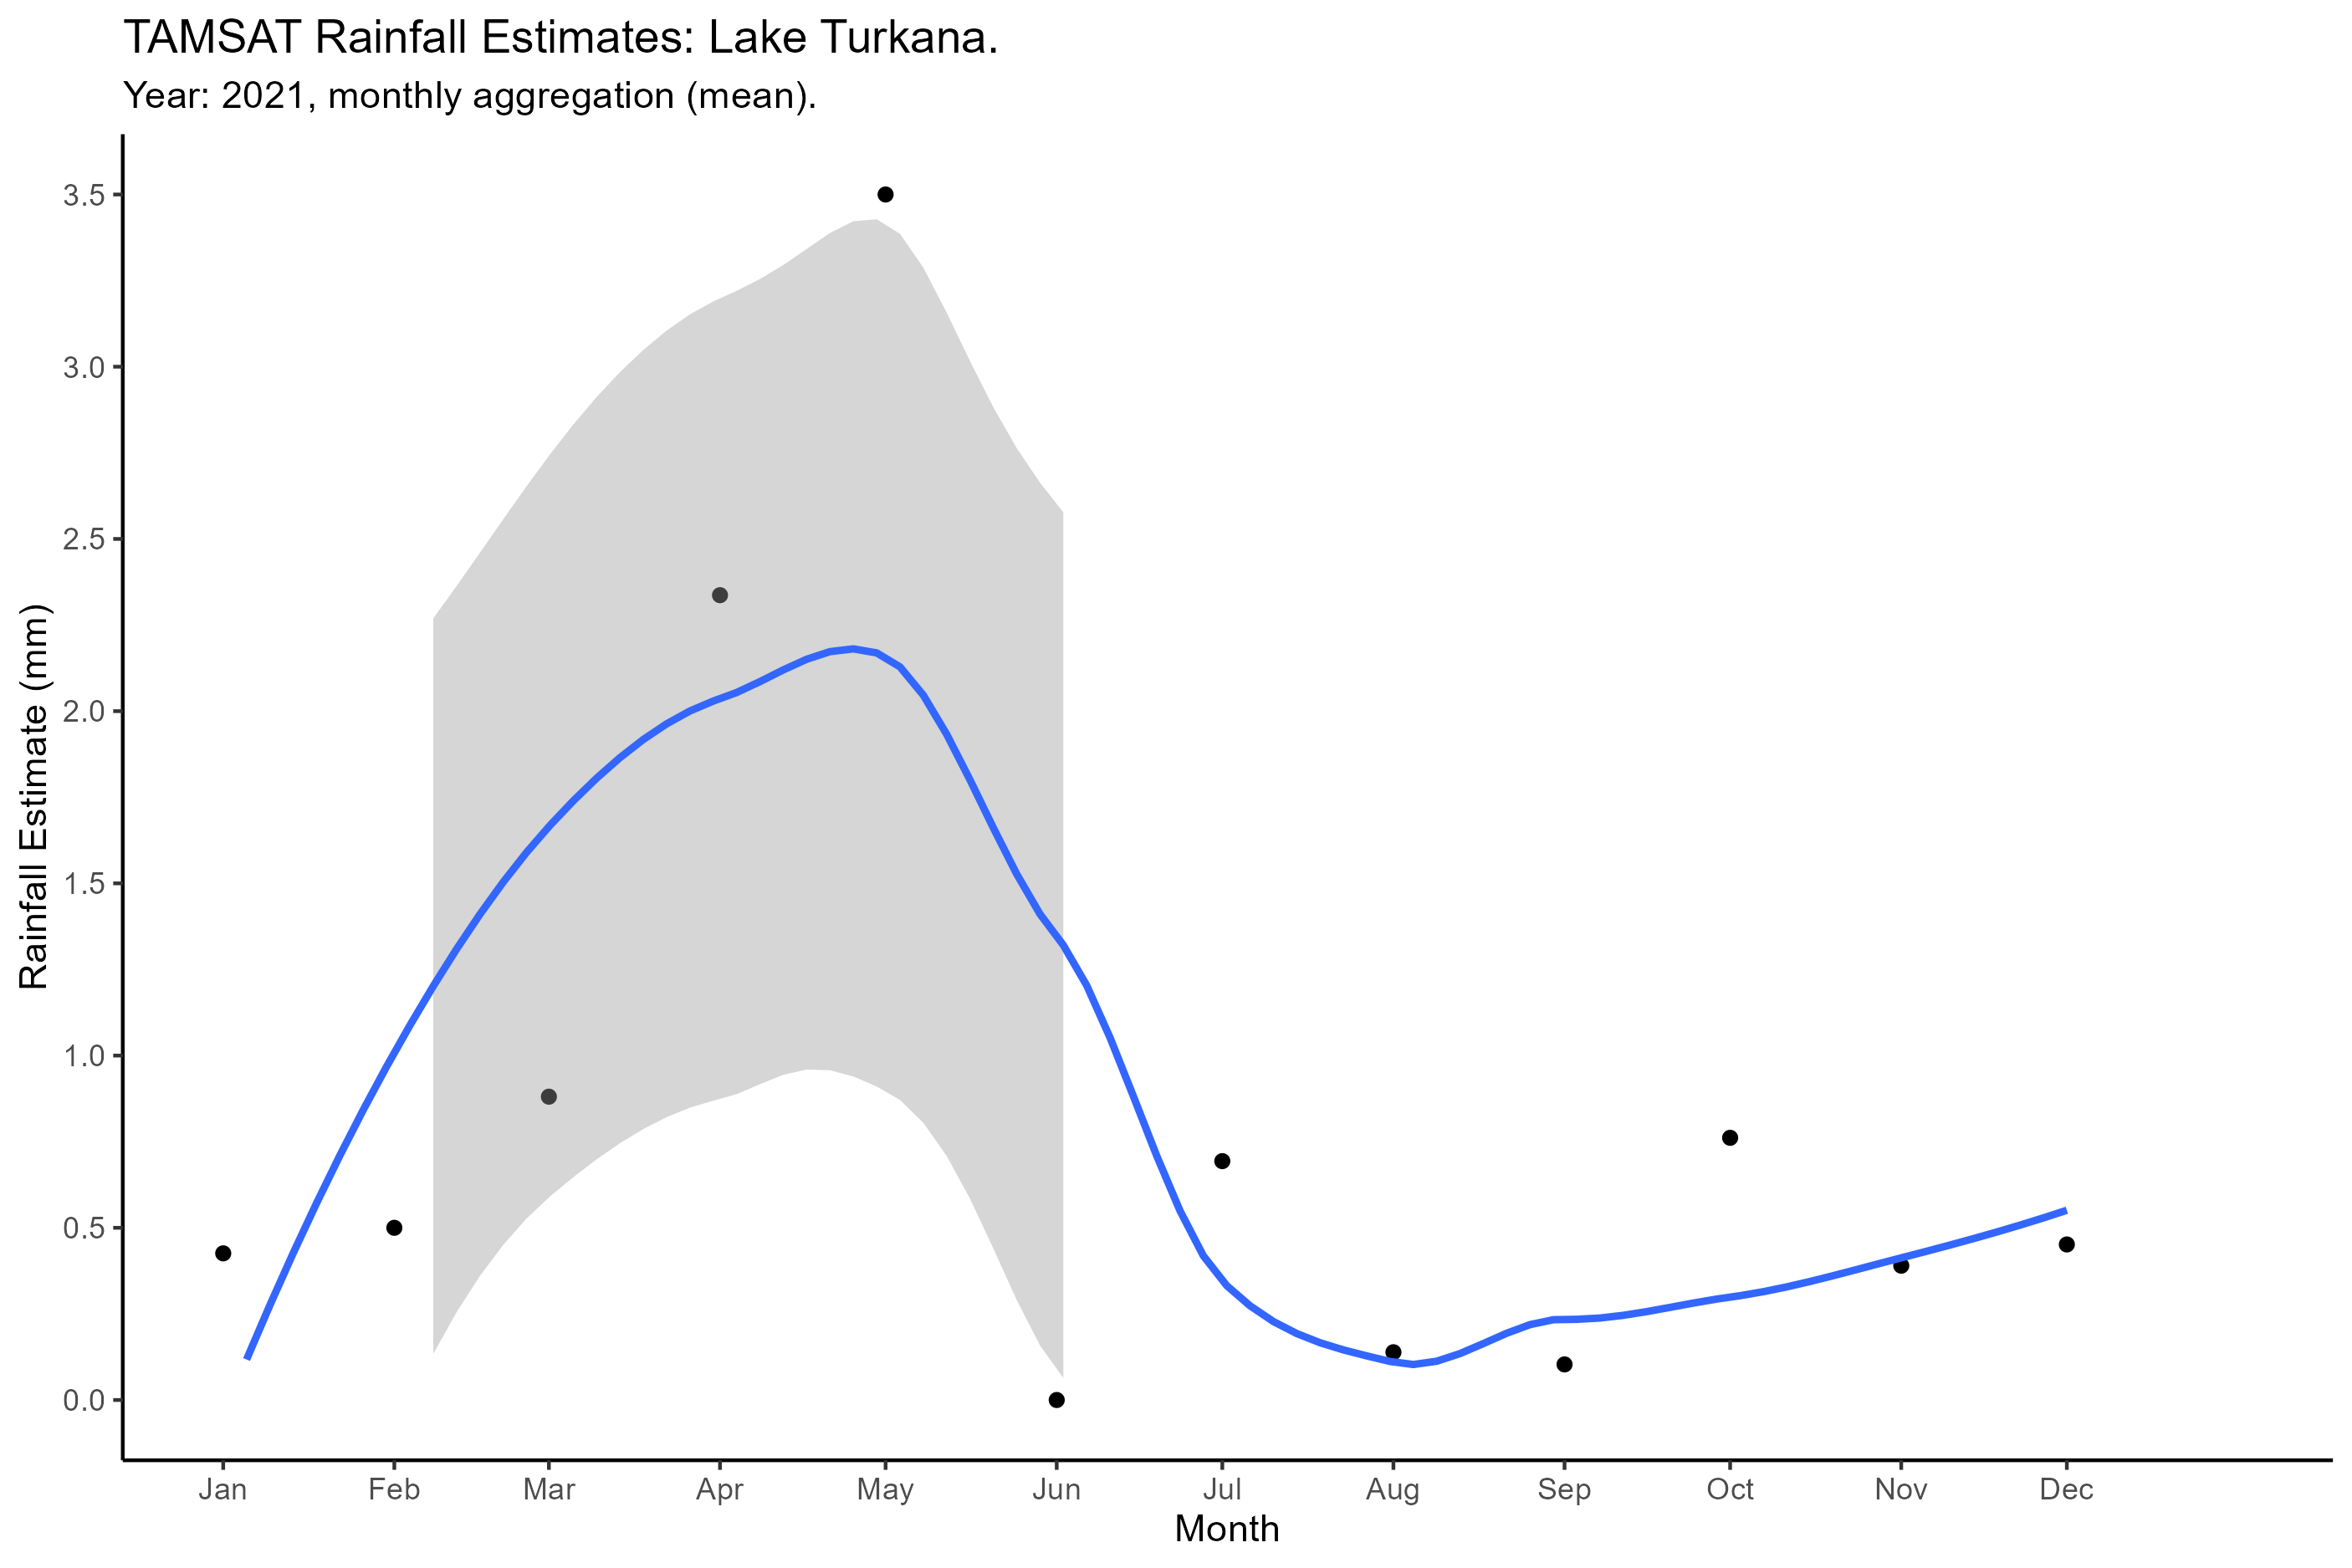 TAMSAT Rainfall Estimates: Lake Turkana.
Year: 2021, monthly aggregation (mean).
Rainfall Estimate (mm)
3.5
3.0
2.5
2.0
1.5
1.0
0.5
0.0
Jan Feb Mar Apr May Jun Jul Aug Sep Oct Nov Dec
Month